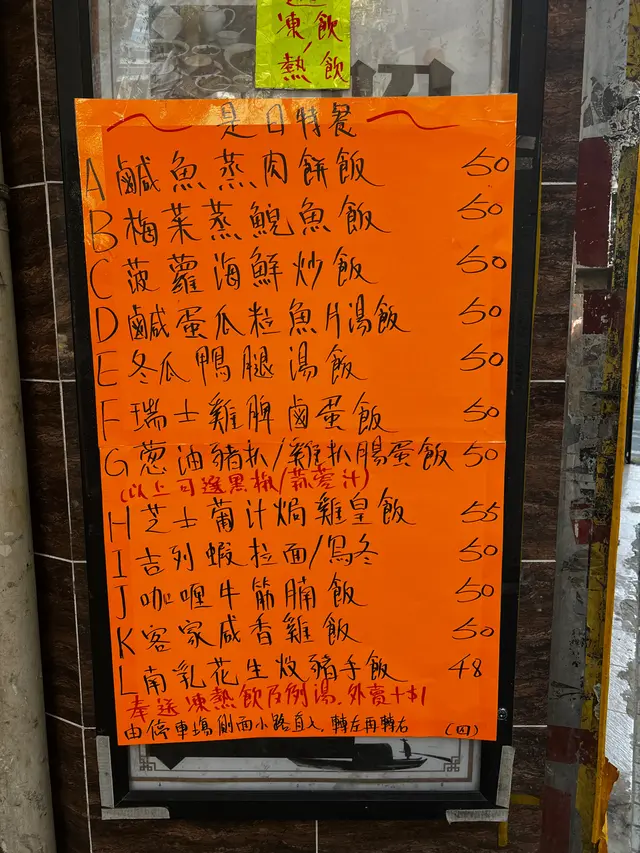 凍飲/
熱飲
是日特餐
A 鹹魚蒸肉餅飯 50
B 梅菜蒸鯇魚飯 50
C 菠蘿海鮮炒飯 50
D 鹹蛋瓜粒魚片湯飯 50
E 冬瓜鴨腿湯飯 50
F 瑞士雞脾鹵蛋飯 50
G 葱油豬扒/雞扒腸蛋飯 50
(以上可選黑椒/蒜蓉汁)
H 芝士葡汁焗雞皇飯 55
I 吉列蝦粒面/烏冬 50
J 咖喱牛筋腩飯 50
K 客家咸香雞飯 50
L 南乳花生炆豬手飯 48
奉送凍熱飲及例湯,外賣+$1
由停車場側面小路直入,轉左再轉右 (四)